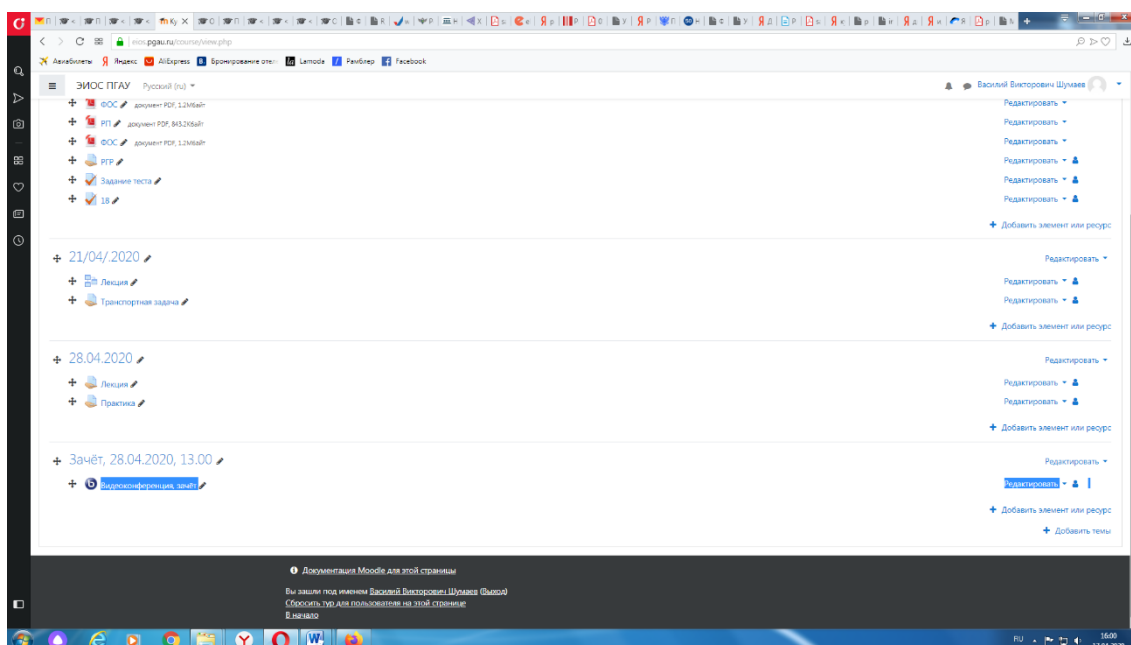 eios.pgau.ru/course/view.php
Авиабилеты Яндекс AliExpress Бронирование отел Lamoda Рамблер Facebook
ЭИОС ПГАУ Русский (ru) Василий Викторович Шумаев
ФОС документ PDF, 1.2Мбайт Редактировать
РП документ PDF, 843.2Кбайт Редактировать
ФОС документ PDF, 1.2Мбайт Редактировать
РГР Редактировать
Задание теста Редактировать
18 Редактировать
Добавить элемент или ресурс
21/04/.2020 Редактировать
Лекция Редактировать
Транспортная задача Редактировать
Добавить элемент или ресурс
28.04.2020 Редактировать
Лекция Редактировать
Практика Редактировать
Добавить элемент или ресурс
Зачёт, 28.04.2020, 13.00 Редактировать
Видеоконференция, зачёт Редактировать
Добавить элемент или ресурс
Добавить темы
Документация Moodle для этой страницы
Вы зашли под именем Василий Викторович Шумаев (Выход)
Сбросить тур для пользователя на этой странице
В начало
RU 16:00